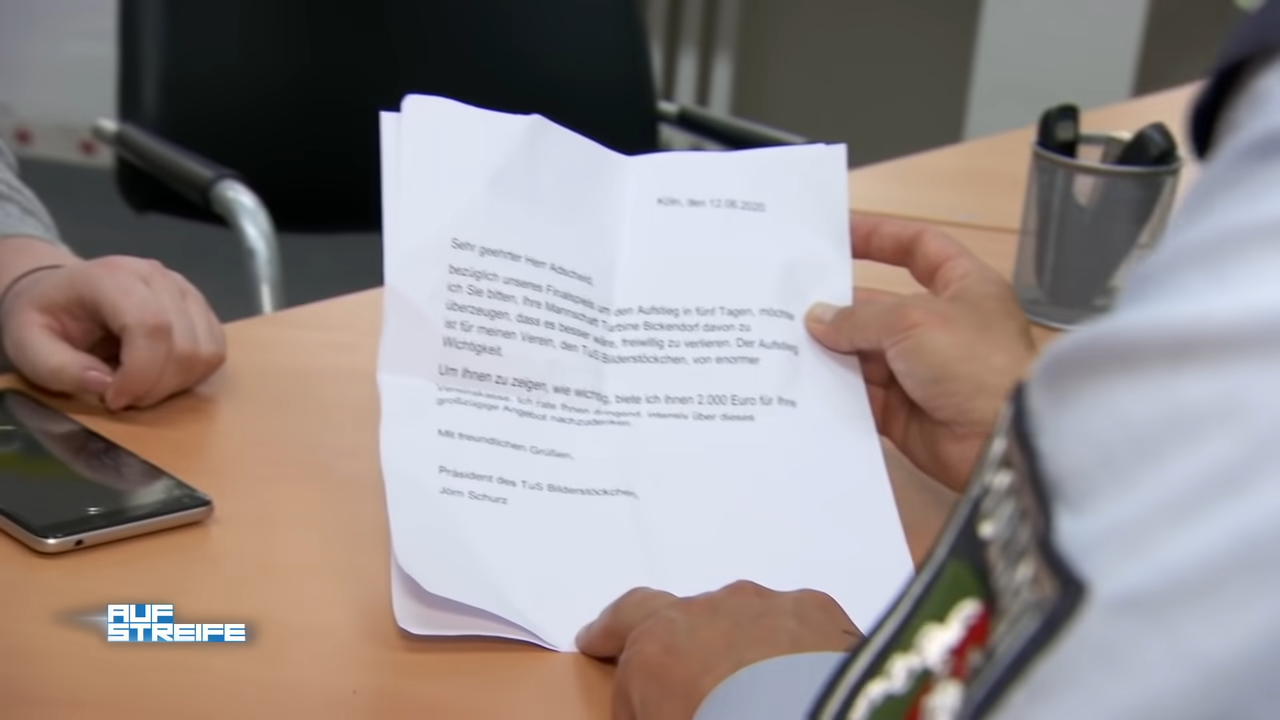 Köln, den 12.06.2020
Sehr geehrter Herr Adscheid,
bezüglich unseres Finalspiels um den Aufstieg in fünf Tagen, möchte
ich Sie bitten, Ihre Mannschaft Turbine Bickendorf davon zu
überzeugen, dass es besser wäre, freiwillig zu verlieren. Der Aufstieg
ist für meinen Verein, den TuS Bilderstöckchen, von enormer
Wichtigkeit.
Um Ihnen zu zeigen, wie wichtig, biete ich Ihnen 2.000 Euro für Ihre
Vereinskasse. Ich rate Ihnen dringend, intensiv über dieses
großzügige Angebot nachzudenken.
Mit freundlichen Grüßen,
Präsident des TuS Bilderstöckchen,
Jörn Schurz
AUF
STREIFE